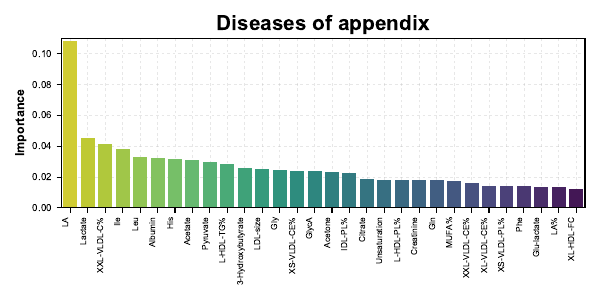 Diseases of appendix
Importance
0.10
0.08
0.06
0.04
0.02
0.00
LA
Lactate
XXL-VLDL-C%
Ile
Leu
Albumin
His
Acetate
Pyruvate
L-HDL-TG%
3-Hydroxybutyrate
LDL-size
Gly
XS-VLDL-CE%
GlycA
Acetone
IDL-PL%
Citrate
Unsaturation
L-HDL-PL%
Creatinine
Gln
MUFA%
XXL-VLDL-CE%
XL-VLDL-CE%
XS-VLDL-PL%
Phe
Glu-lactate
LA%
XL-HDL-FC